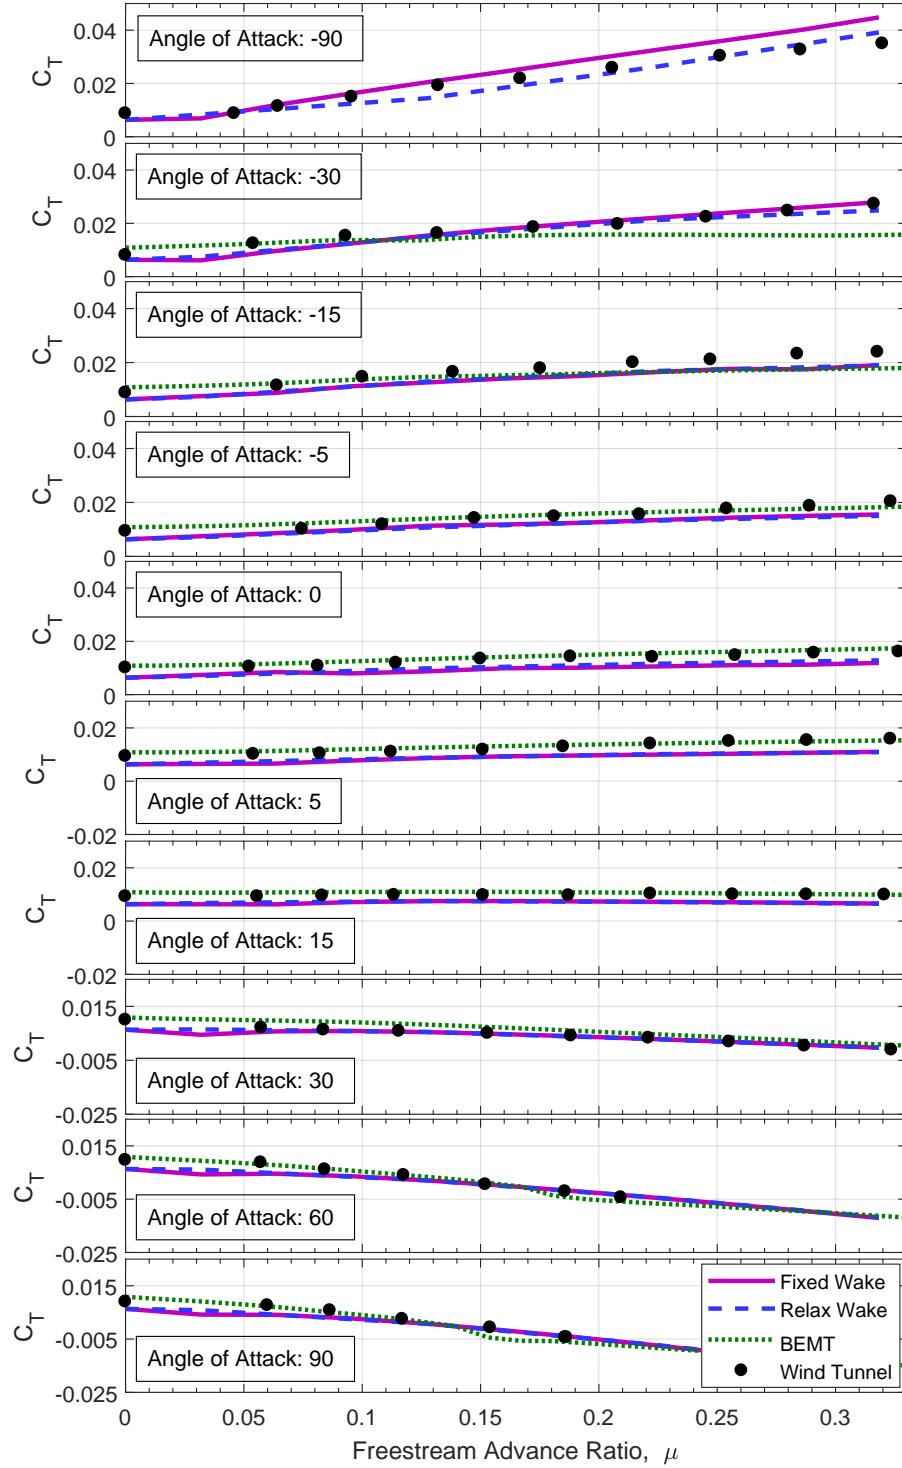 0.04
0.02
0
C_T
Angle of Attack: -90
0.04
0.02
0
C_T
Angle of Attack: -30
0.04
0.02
0
C_T
Angle of Attack: -15
0.04
0.02
0
C_T
Angle of Attack: -5
0.04
0.02
0
C_T
Angle of Attack: 0
0.02
0
-0.02
C_T
Angle of Attack: 5
0.02
0
-0.02
C_T
Angle of Attack: 15
0.015
-0.005
-0.025
C_T
Angle of Attack: 30
0.015
-0.005
-0.025
C_T
Angle of Attack: 60
0.015
-0.005
-0.025
C_T
Angle of Attack: 90
Fixed Wake
Relax Wake
BEMT
Wind Tunnel
0 0.05 0.1 0.15 0.2 0.25 0.3
Freestream Advance Ratio, μ